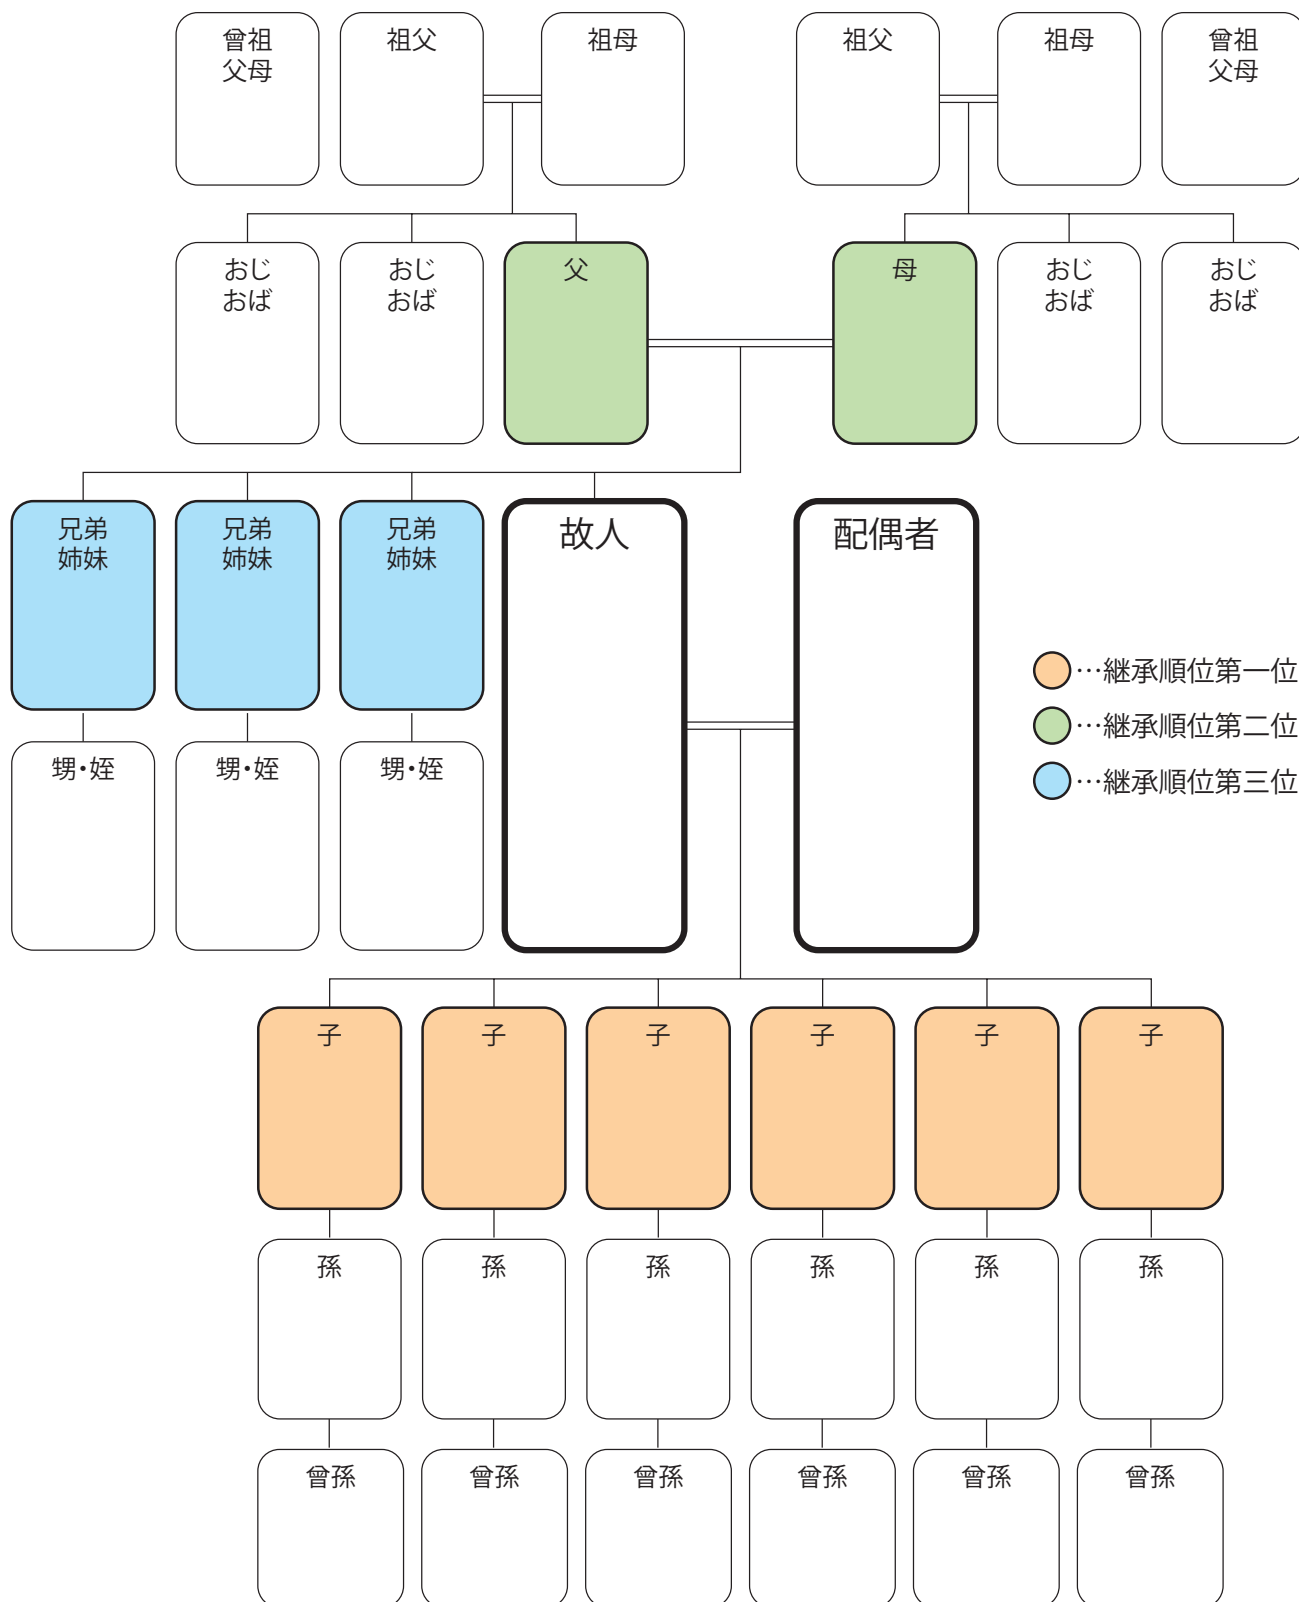 曾祖
父母
祖父
祖母
祖父
祖母
曾祖
父母
おじ
おば
おじ
おば
父
母
おじ
おば
おじ
おば
兄弟
姉妹
兄弟
姉妹
兄弟
姉妹
故人
配偶者
…継承順位第一位
…継承順位第二位
…継承順位第三位
甥・姪
甥・姪
甥・姪
子
子
子
子
子
子
孫
孫
孫
孫
孫
孫
曾孫
曾孫
曾孫
曾孫
曾孫
曾孫